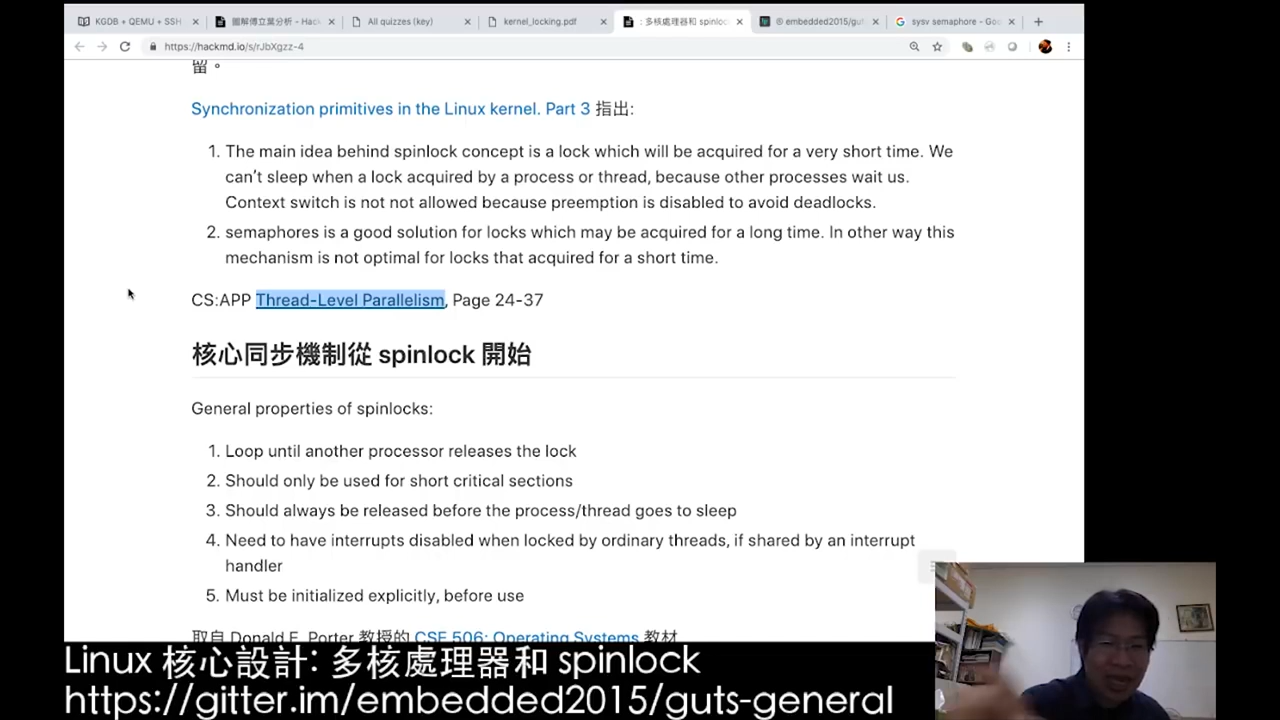 KGDB + QEMU + SSH
圖解傅立葉分析 - Hac
All quizzes (key)
kernel_locking.pdf
: 多核處理器和 spinloc
embedded2015/gut
sysv semaphore - Goo
https://hackmd.io/s/rJbXgzz-4
留。
Synchronization primitives in the Linux kernel. Part 3 指出:
1. The main idea behind spinlock concept is a lock which will be acquired for a very short time. We
can't sleep when a lock acquired by a process or thread, because other processes wait us.
Context switch is not not allowed because preemption is disabled to avoid deadlocks.
2. semaphores is a good solution for locks which may be acquired for a long time. In other way this
mechanism is not optimal for locks that acquired for a short time.
CS:APP Thread-Level Parallelism, Page 24-37
核心同步機制從 spinlock 開始
General properties of spinlocks:
1. Loop until another processor releases the lock
2. Should only be used for short critical sections
3. Should always be released before the process/thread goes to sleep
4. Need to have interrupts disabled when locked by ordinary threads, if shared by an interrupt
handler
5. Must be initialized explicitly, before use
取自 Donald E. Porter 教授的 CSE 506: Operating Systems 教材
Linux 核心設計: 多核處理器和 spinlock
https://gitter.im/embedded2015/guts-general